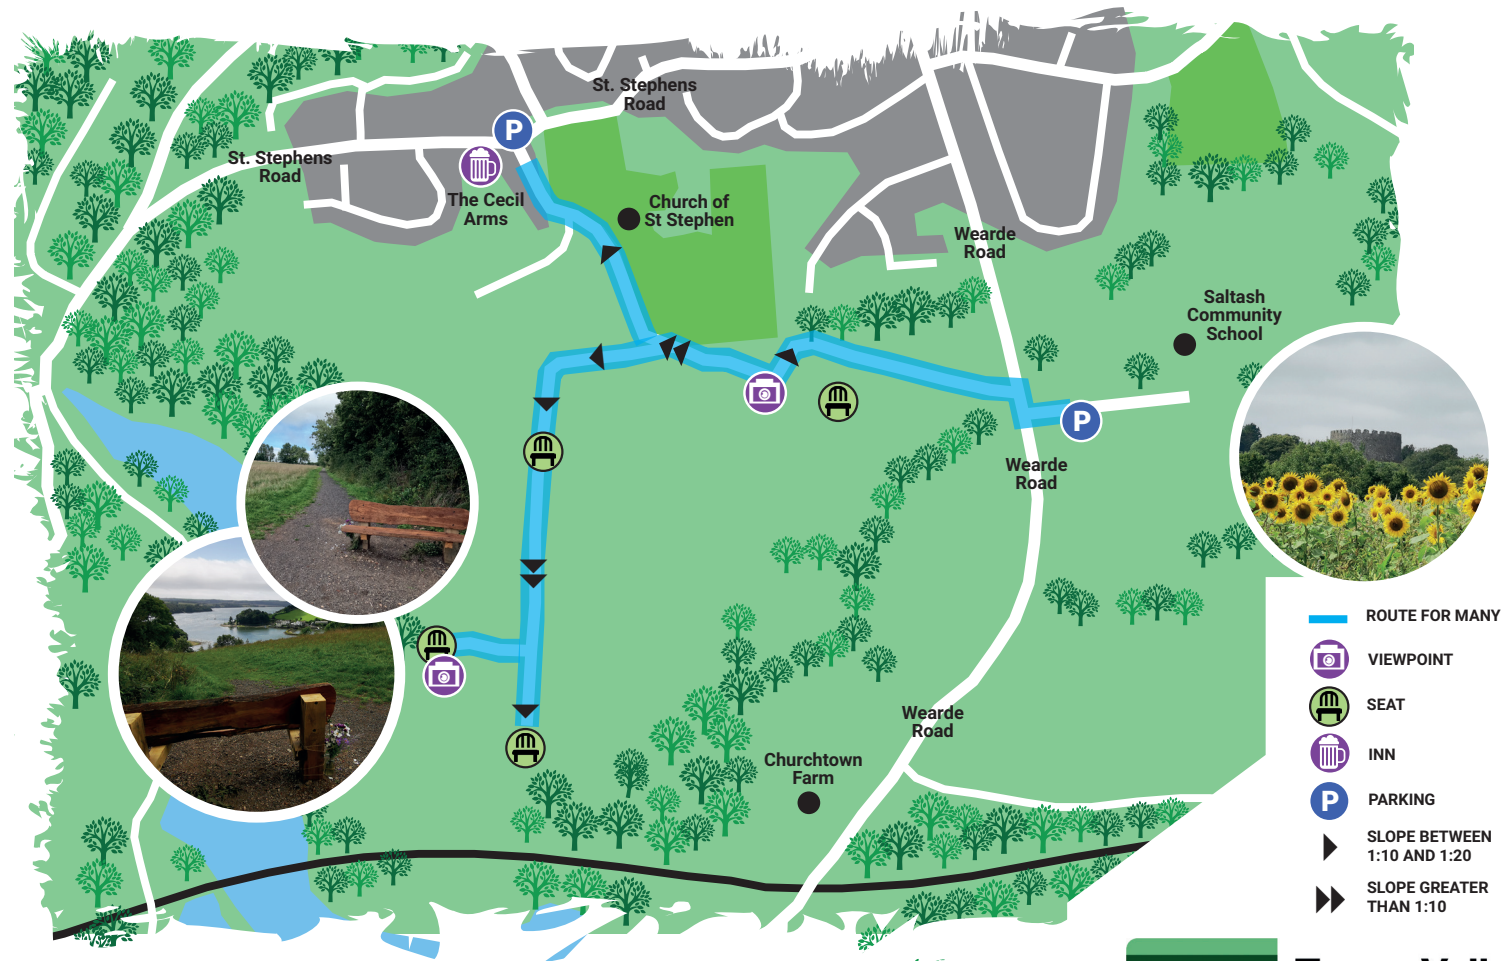 St. Stephens
Road
P
St. Stephens
Road
The Cecil
Arms
Church of
St Stephen
Wearde
Road
Saltash
Community
School
P
Wearde
Road
Wearde
Road
Churchtown
Farm
ROUTE FOR MANY
VIEWPOINT
SEAT
INN
P
PARKING
SLOPE BETWEEN
1:10 AND 1:20
SLOPE GREATER
THAN 1:10